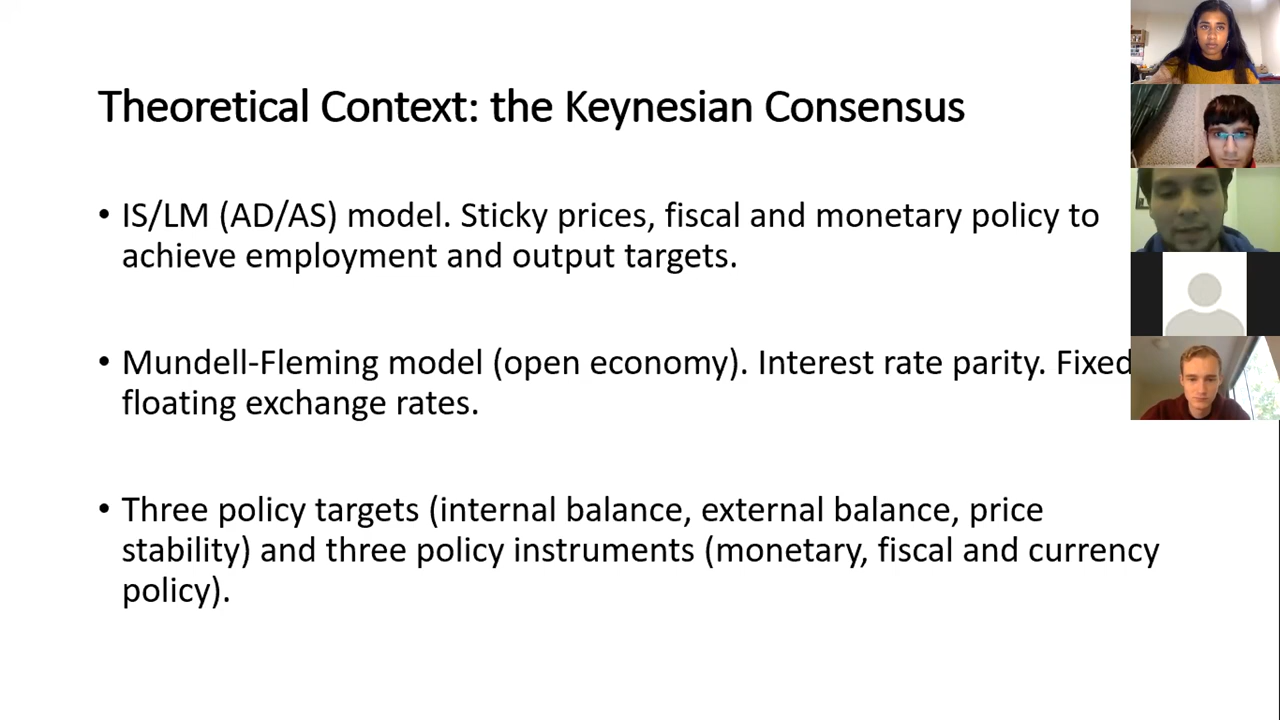 Theoretical Context: the Keynesian Consensus
• IS/LM (AD/AS) model. Sticky prices, fiscal and monetary policy to
achieve employment and output targets.
• Mundell-Fleming model (open economy). Interest rate parity. Fixed
floating exchange rates.
• Three policy targets (internal balance, external balance, price
stability) and three policy instruments (monetary, fiscal and currency
policy).